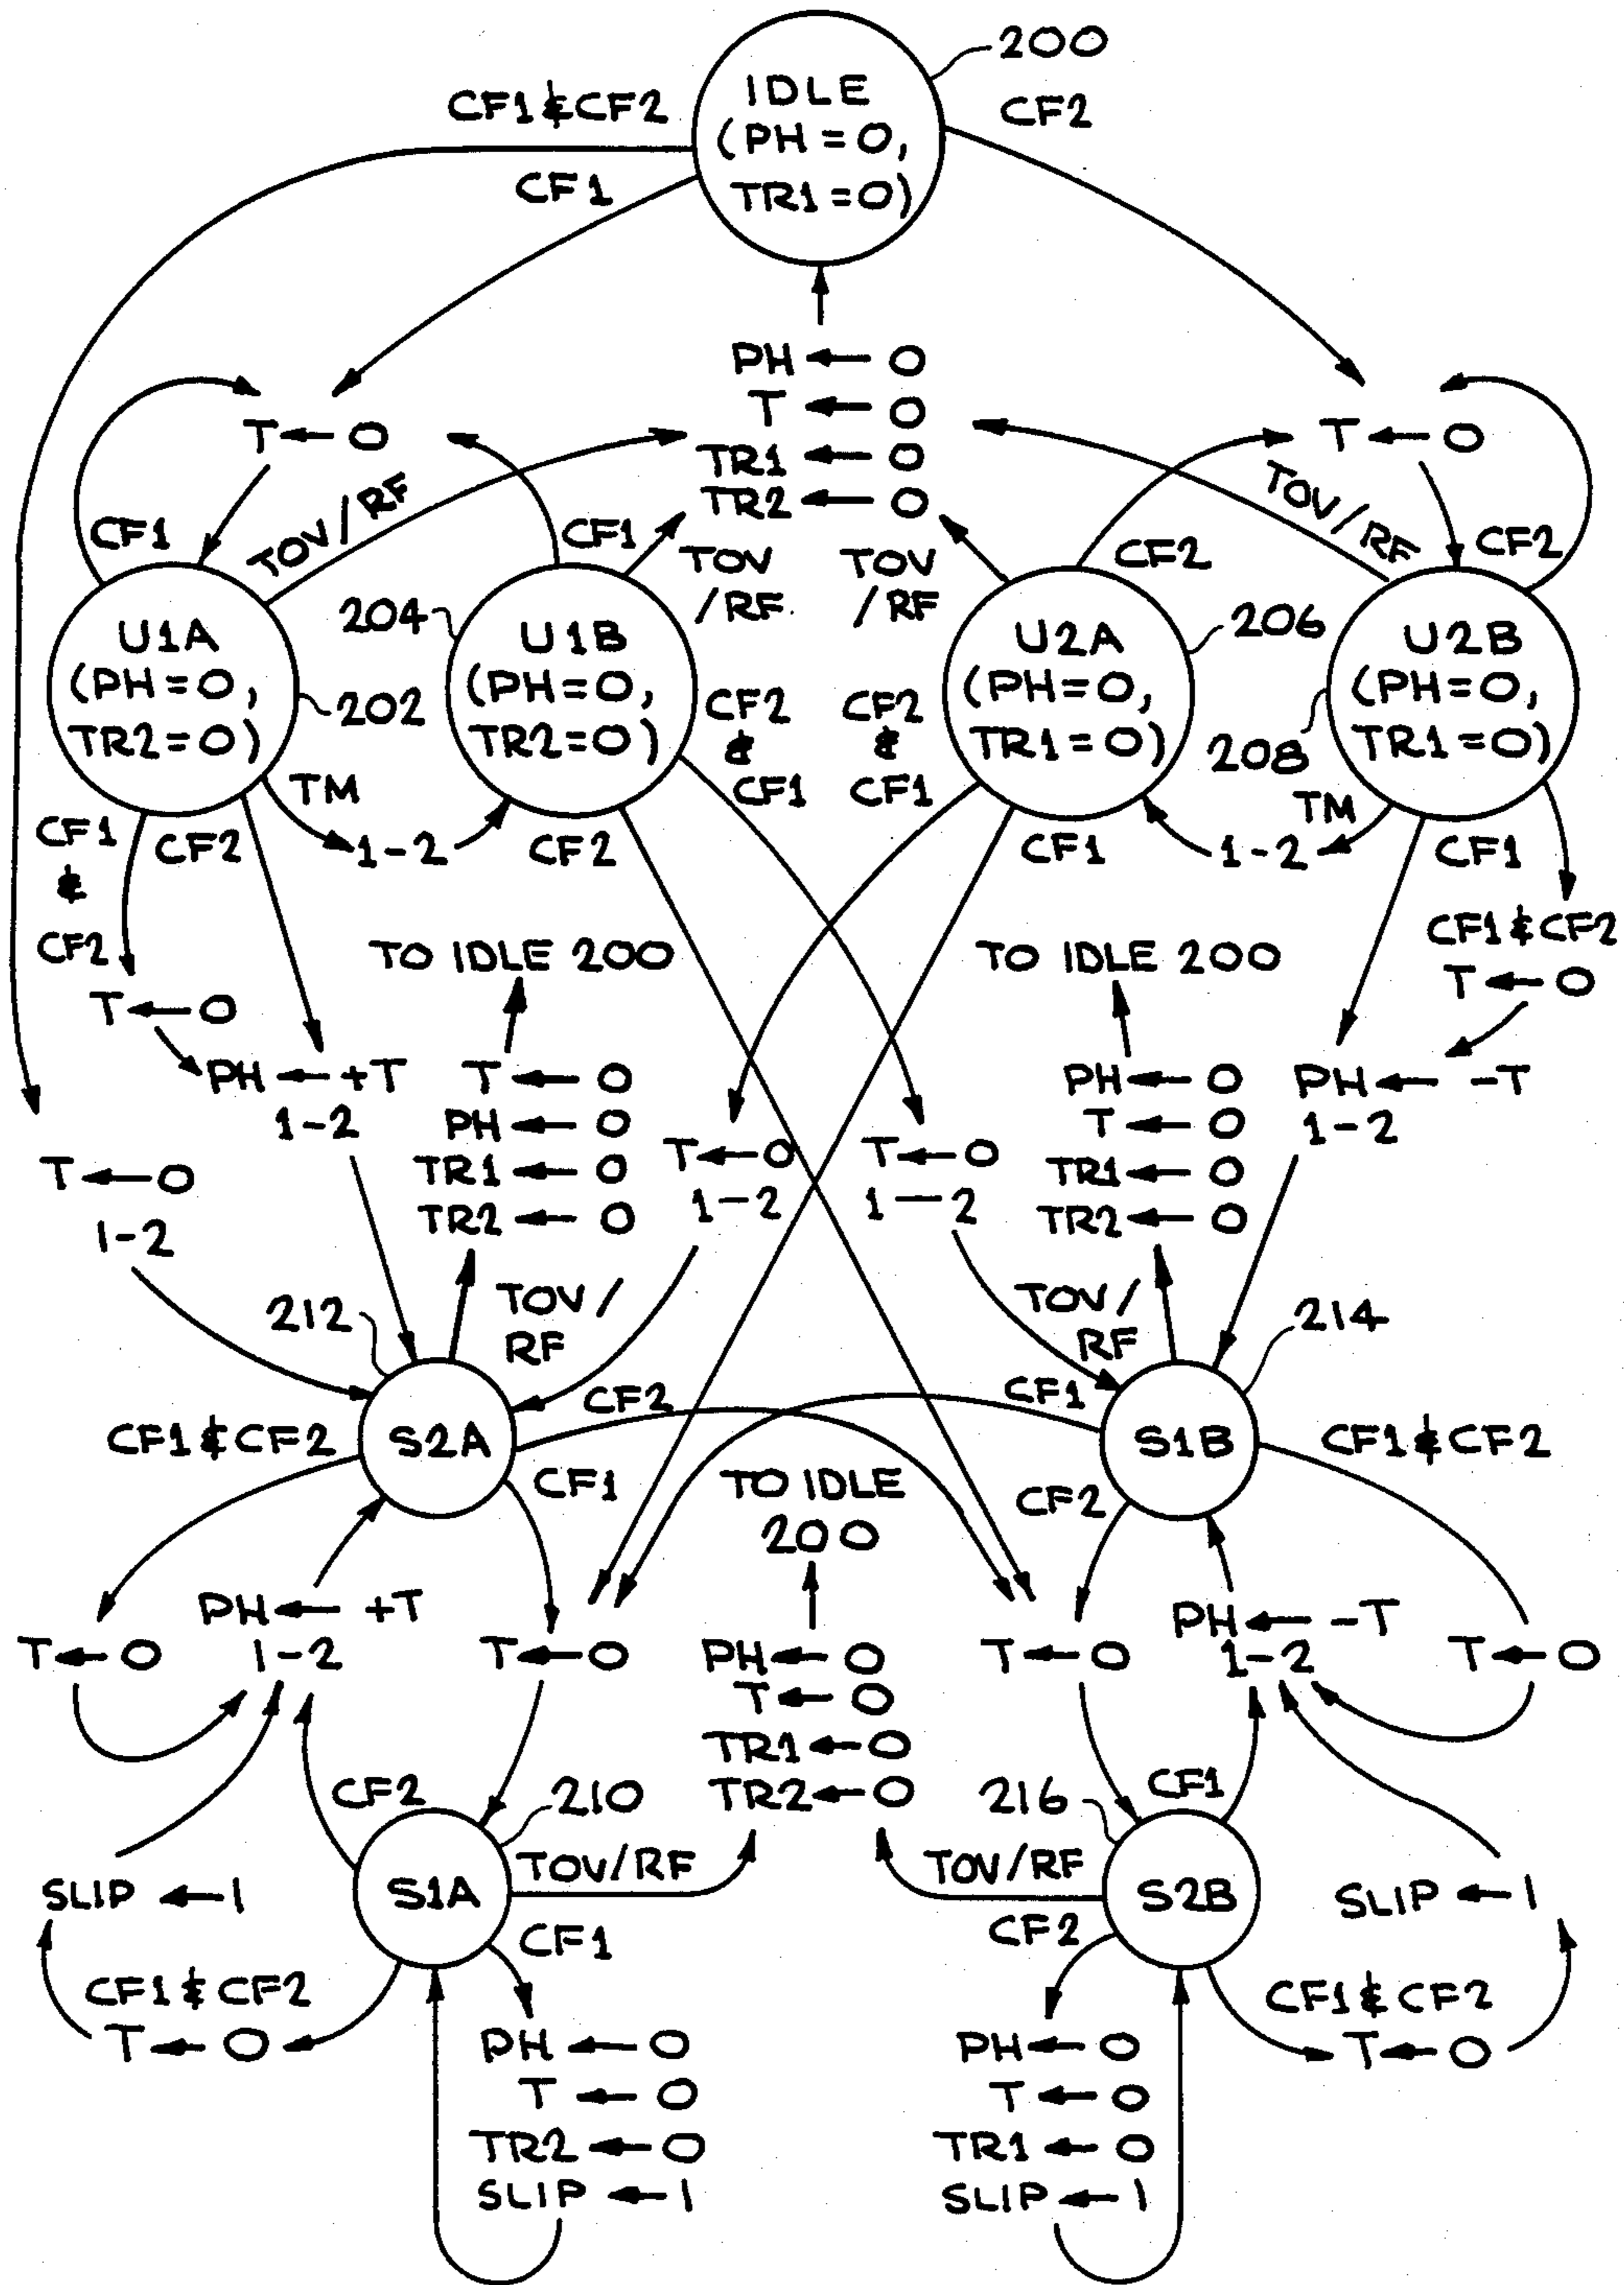 200
CF1 & CF2
IDLE
(PH = 0,
TR1 = 0)
CF2
CF1
PH ← 0
T ← 0
TR1 ← 0
TR2 ← 0
T ← 0
T ← 0
CF1
TOV/RF
CF1
TOV
/RF
TOV
/RF
CF2
TOV/RF
CF2
U1A
(PH = 0,
TR2 = 0)
202
204
U1B
(PH = 0,
TR2 = 0)
U2A
(PH = 0,
TR1 = 0)
206
U2B
(PH = 0,
TR1 = 0)
208
CF2
&
CF1
CF2
&
CF1
CF1
&
CF2
CF2
TM
1-2
CF2
CF1
1-2
TM
CF1
CF1 & CF2
T ← 0
TO IDLE 200
TO IDLE 200
T ← 0
PH ← +T
1-2
T ← 0
PH ← 0
TR1 ← 0
TR2 ← 0
T ← 0
1-2
T ← 0
1-2
PH ← 0
T ← 0
TR1 ← 0
TR2 ← 0
PH ← -T
1-2
T ← 0
1-2
212
TOV/
RF
TOV/
RF
214
CF2
CF1
CF1 & CF2
S2A
CF1
TO IDLE
200
CF2
S1B
CF1 & CF2
T ← 0
PH ← +T
1-2
T ← 0
PH ← 0
T ← 0
TR1 ← 0
TR2 ← 0
T ← 0
PH ← -T
1-2
T ← 0
CF2
210
216
CF1
SLIP ← 1
S1A
TOV/RF
TOV/RF
S2B
SLIP ← 1
CF1
CF2
CF1 & CF2
T ← 0
CF1 & CF2
T ← 0
PH ← 0
T ← 0
TR2 ← 0
SLIP ← 1
PH ← 0
T ← 0
TR1 ← 0
SLIP ← 1